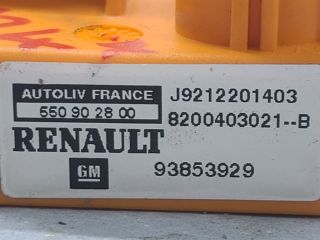 AUTOLIV FRANCE J9212201403
550 90 28 00 8200403021--B
RENAULT
GM 93853929